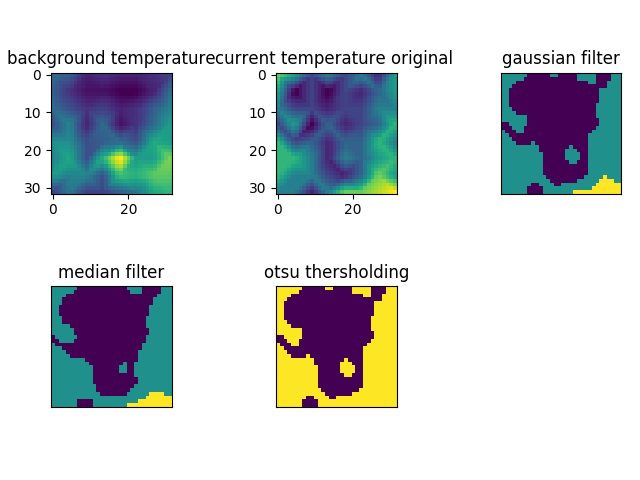 background temperature
current temperature original
gaussian filter
0
10
20
30
0
20
0
10
20
30
0
20
median filter
otsu thersholding